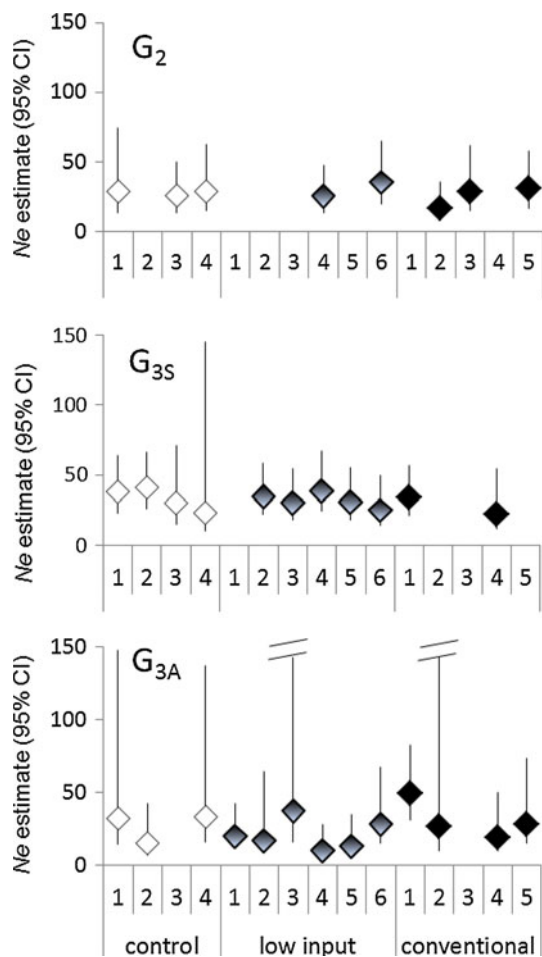 150
G2
100
50
0
Ne estimate (95% CI)
1 2 3 4 1 2 3 4 6 1 2 3 4 5
150
G3S
100
50
0
Ne estimate (95% CI)
1 2 3 4 1 2 3 4 5 6 1 2 3 4 5
150
G3A
100
50
0
Ne estimate (95% CI)
1 2 3 4 1 2 3 4 5 6 1 2 3 4 5
control low input conventional